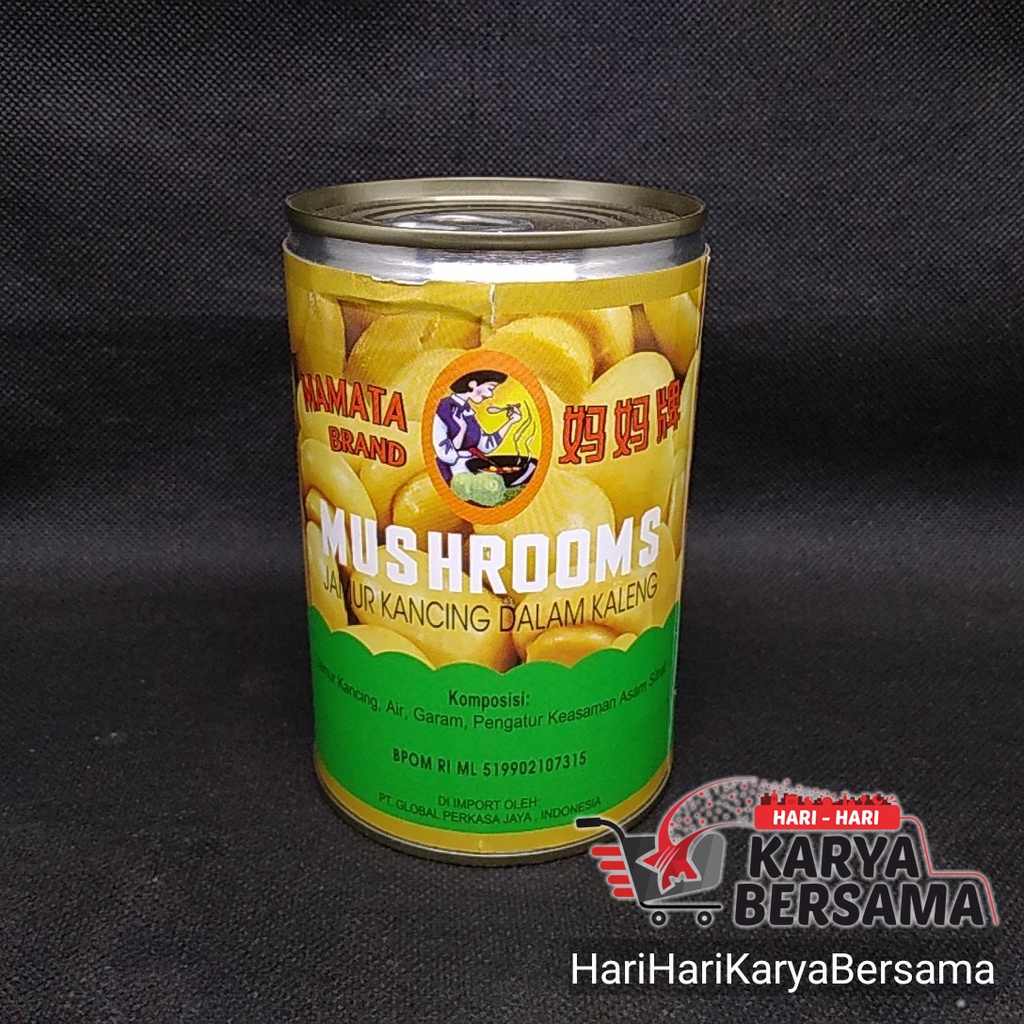 MAMATA
BRAND
妈妈牌
MUSHROOMS
JAMUR KANCING DALAM KALENG
Komposisi:
Jamur Kancing, Air, Garam, Pengatur Keasaman Asam Sitrat
BPOM RI ML 519902107315
DI IMPORT OLEH:
PT. GLOBAL PERKASA JAYA, INDONESIA
HARI - HARI
KARYA
BERSAMA
HariHariKaryaBersama